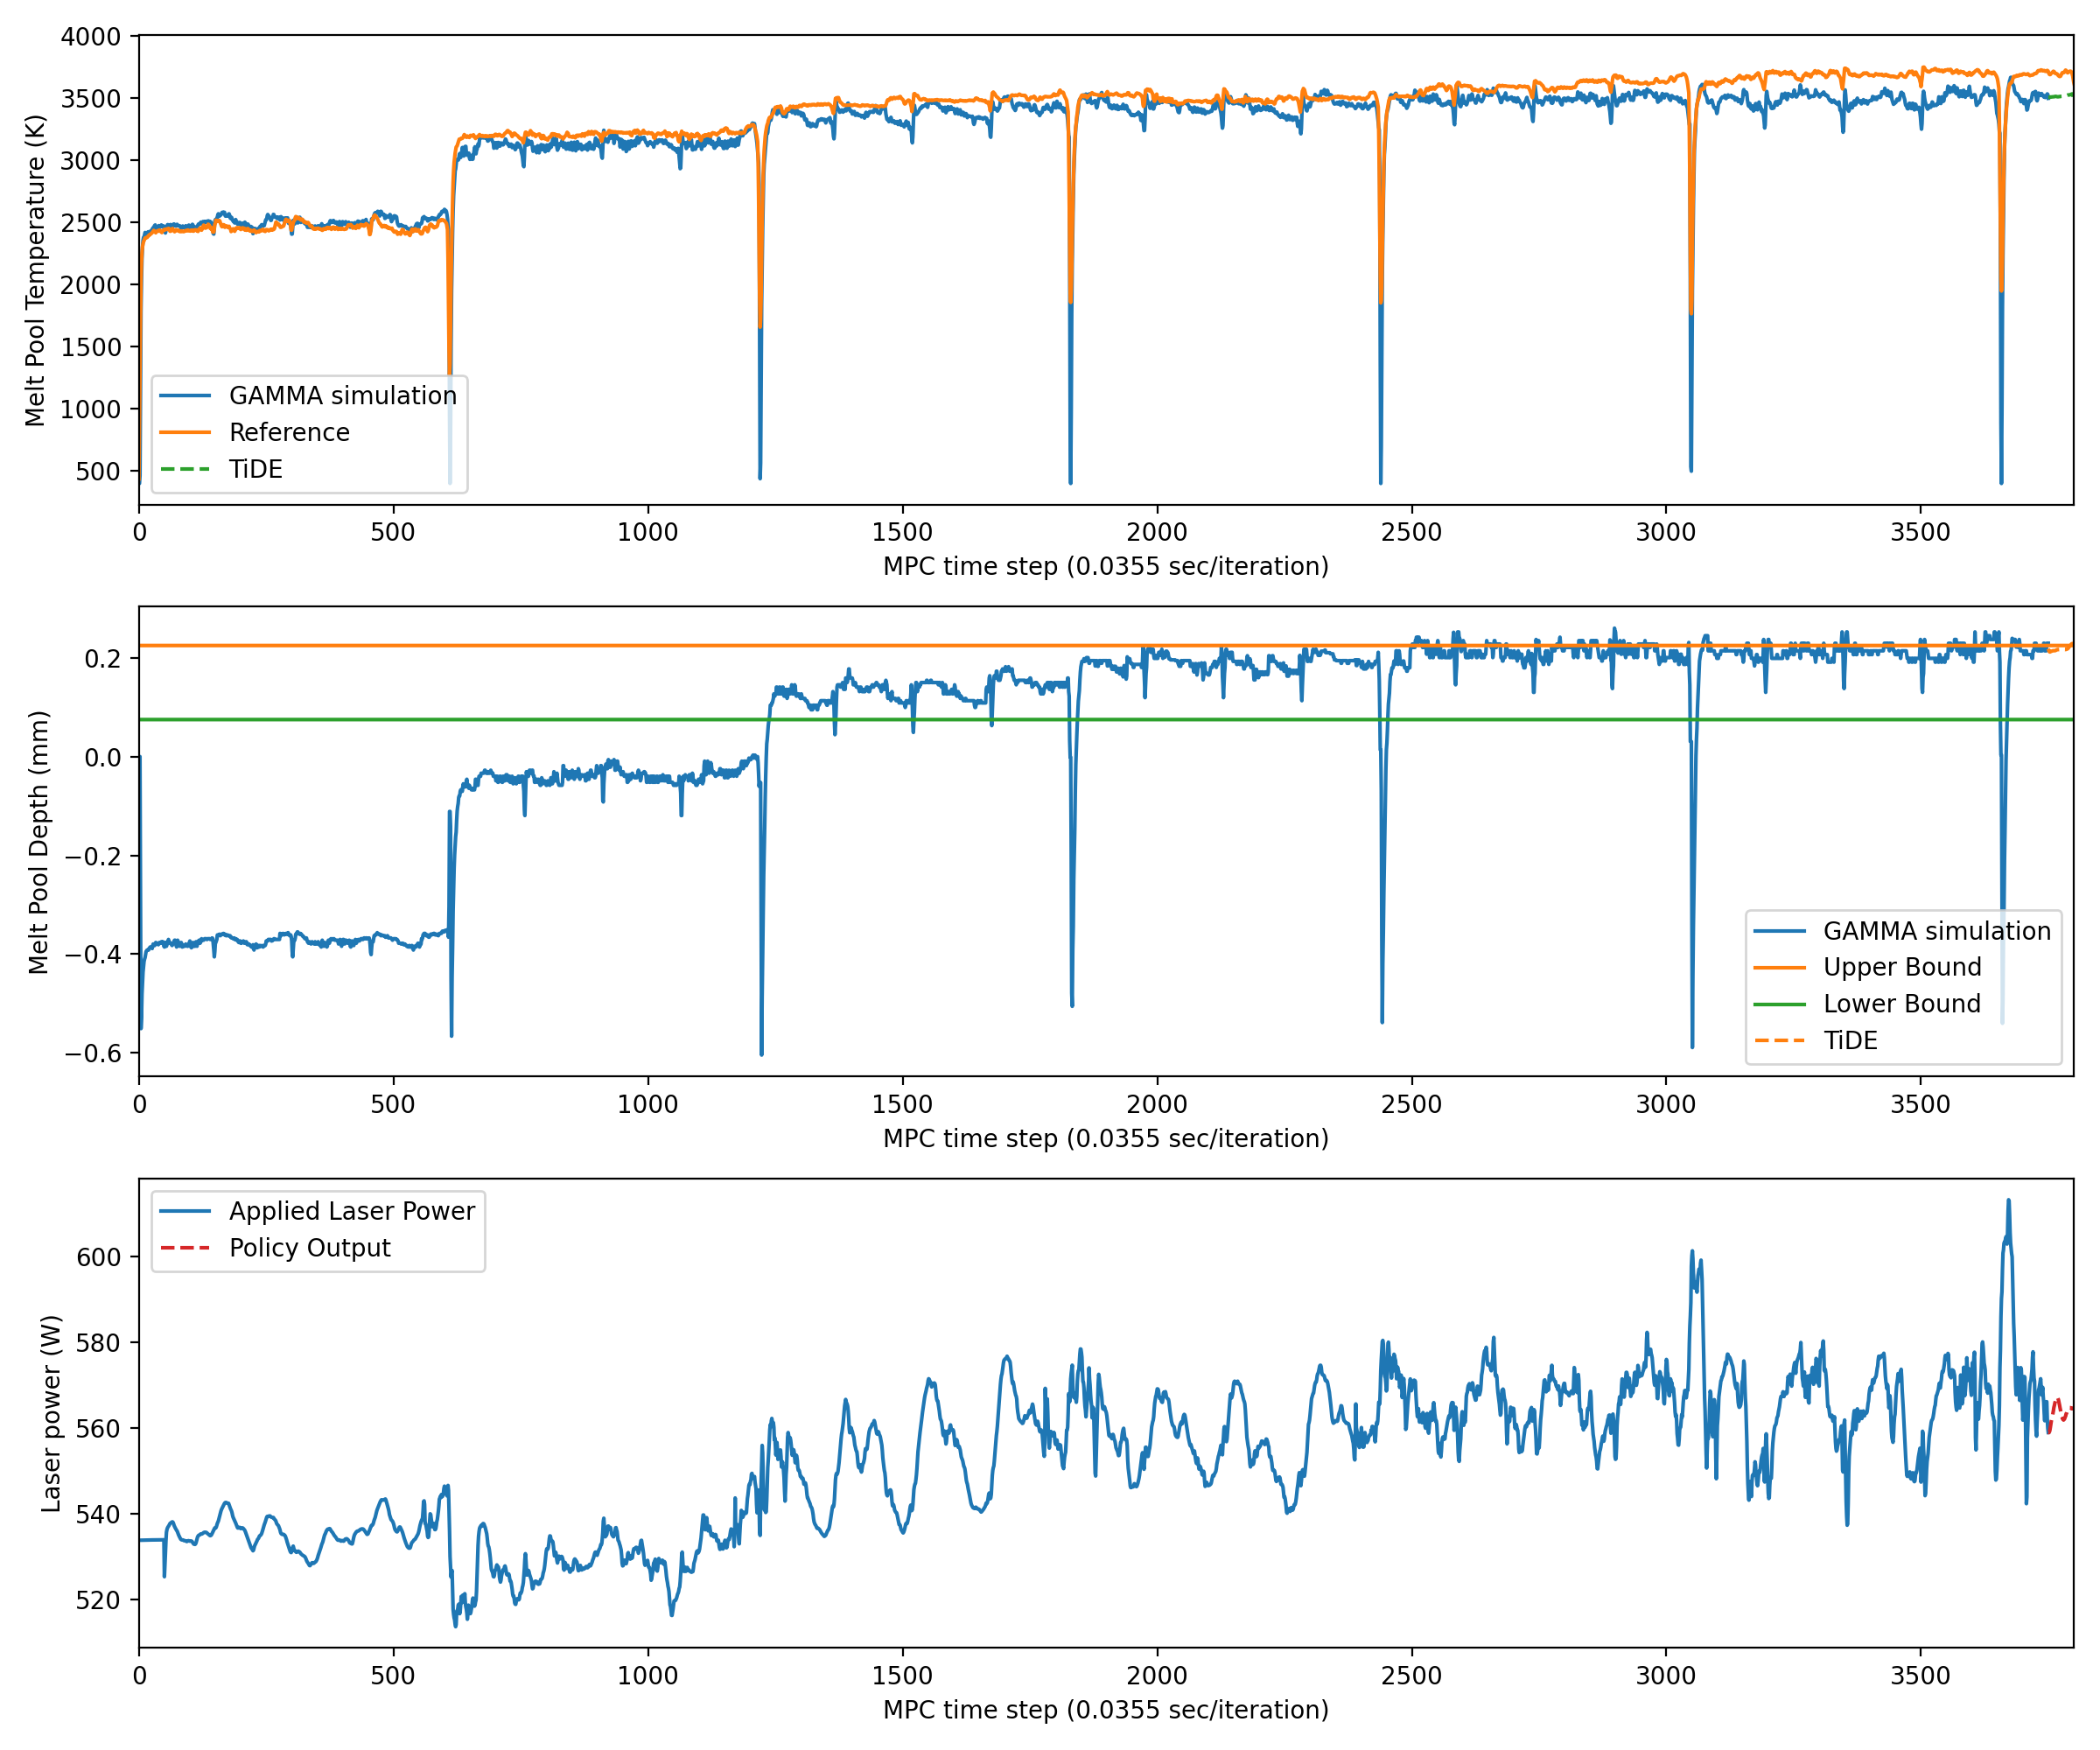 4000
3500
3000
2500
2000
1500
1000
500
Melt Pool Temperature (K)
GAMMA simulation
Reference
TiDE
0 500 1000 1500 2000 2500 3000 3500
MPC time step (0.0355 sec/iteration)
0.2
0.0
−0.2
−0.4
−0.6
Melt Pool Depth (mm)
GAMMA simulation
Upper Bound
Lower Bound
TiDE
0 500 1000 1500 2000 2500 3000 3500
MPC time step (0.0355 sec/iteration)
Applied Laser Power
Policy Output
600
580
560
540
520
Laser power (W)
0 500 1000 1500 2000 2500 3000 3500
MPC time step (0.0355 sec/iteration)